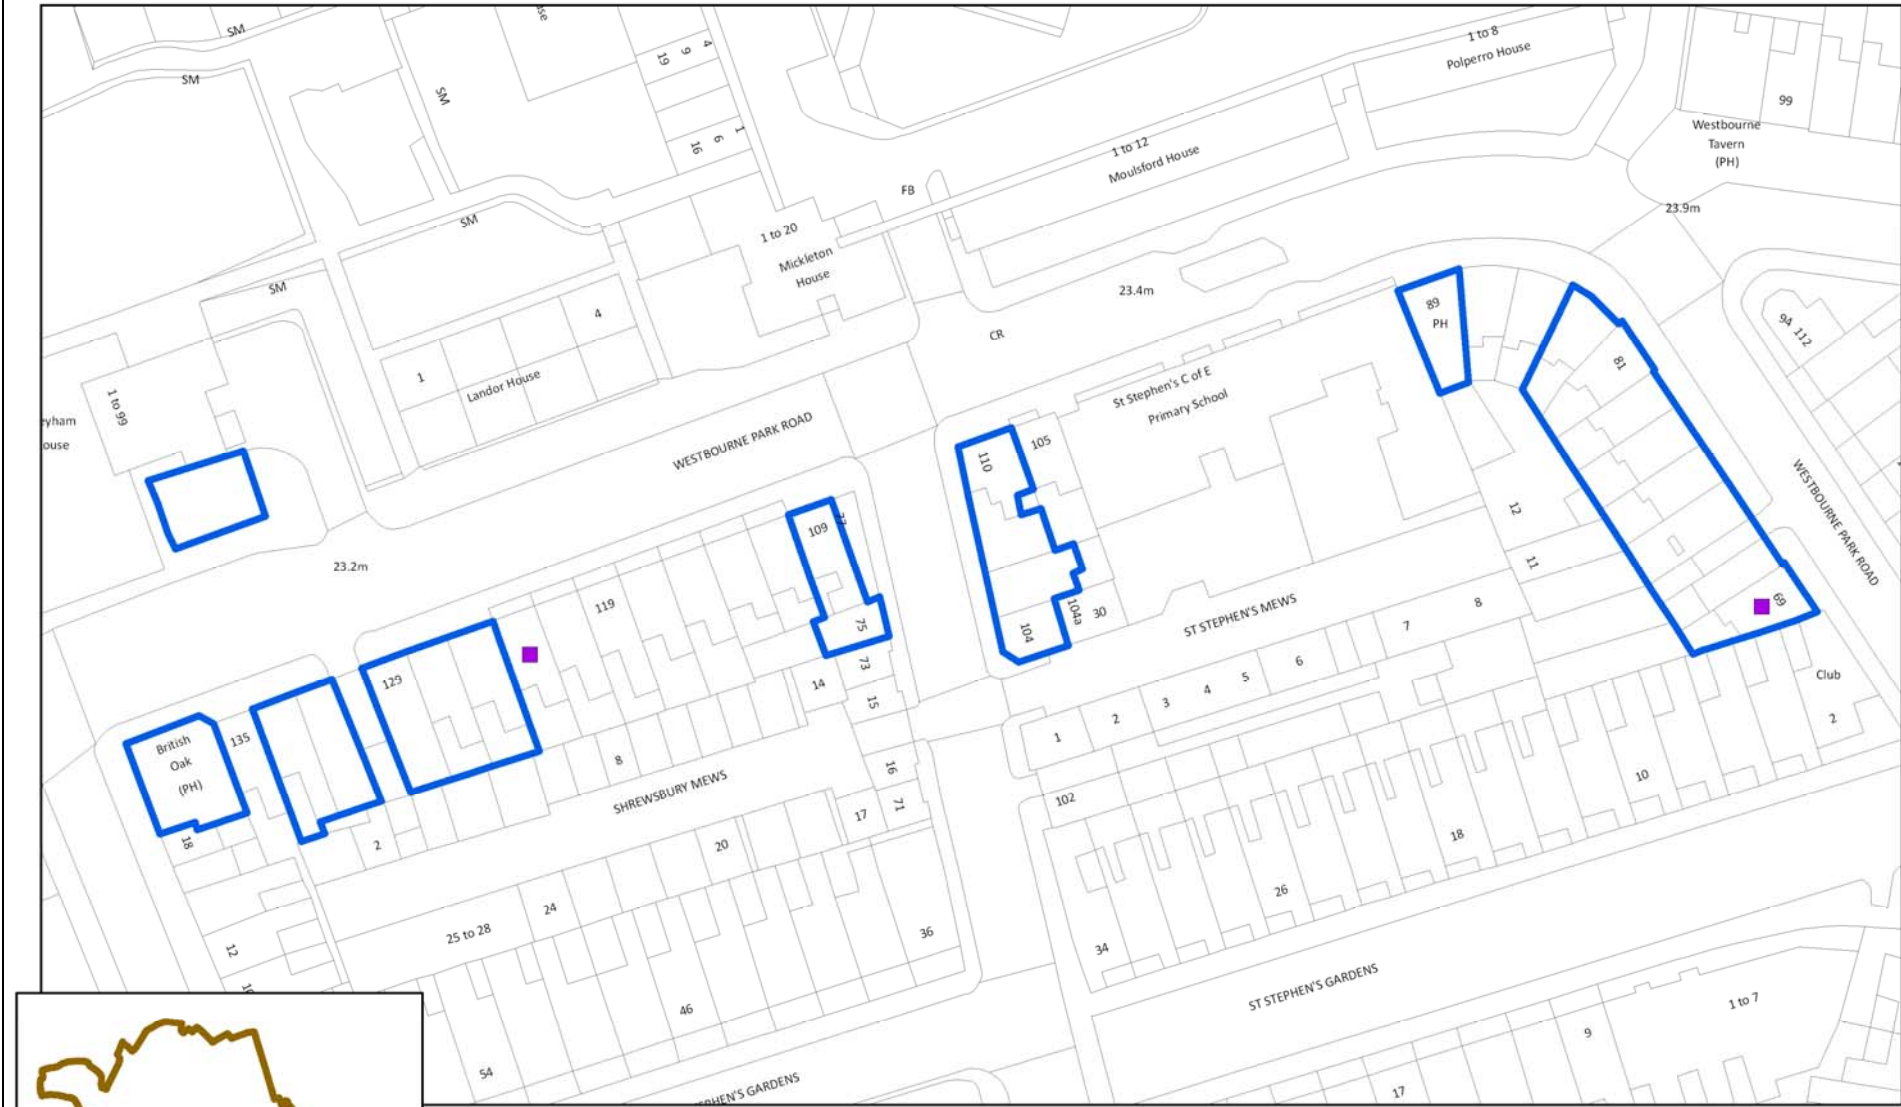 SM
SM
SM
19
9
4
16
6
1
1 to 8
Polperro House
99
Westbourne
Tavern
(PH)
1 to 12
Moulsford House
FB
SM
1 to 20
Mickleton
House
23.9m
SM
23.4m
4
1
Landor House
CR
89
PH
81
94
112
1 to 99
WESTBOURNE PARK ROAD
St Stephen's C of E
Primary School
110
105
12
11
WESTBOURNE PARK ROAD
109
77
23.2m
119
75
73
104
104a
30
ST STEPHEN'S MEWS
8
7
6
5
4
3
2
1
69
Club
2
129
14
15
British
Oak
(PH)
135
18
2
8
SHREWSBURY MEWS
16
71
17
20
102
10
18
26
24
25 to 28
36
34
12
46
54
ST STEPHEN'S GARDENS
1 to 7
9
17